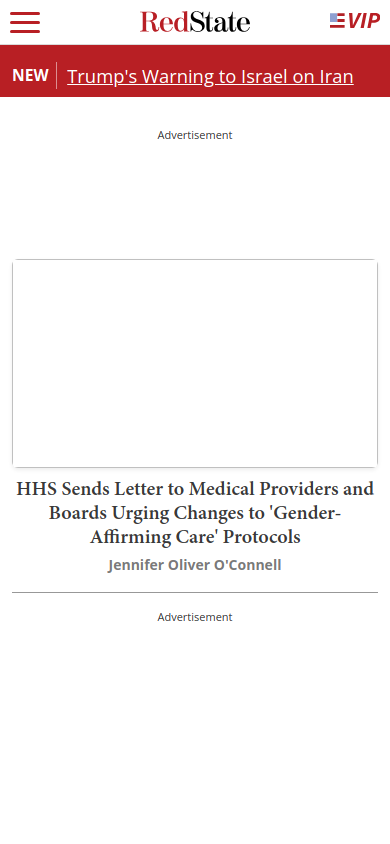 RedState
VIP
NEW
Trump's Warning to Israel on Iran
Advertisement
HHS Sends Letter to Medical Providers and
Boards Urging Changes to 'Gender-
Affirming Care' Protocols
Jennifer Oliver O'Connell
Advertisement